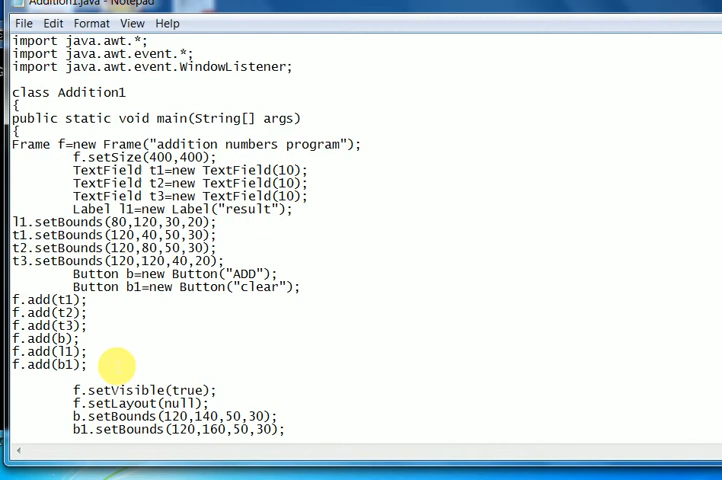 Addition1.java - Notepad
File Edit Format View Help
import java.awt.*;
import java.awt.event.*;
import java.awt.event.WindowListener;
class Addition1
{
public static void main(String[] args)
{
Frame f=new Frame("addition numbers program");
f.setSize(400,400);
TextField t1=new TextField(10);
TextField t2=new TextField(10);
TextField t3=new TextField(10);
Label l1=new Label("result");
l1.setBounds(80,120,30,20);
t1.setBounds(120,40,50,30);
t2.setBounds(120,80,50,30);
t3.setBounds(120,120,40,20);
Button b=new Button("ADD");
Button b1=new Button("clear");
f.add(t1);
f.add(t2);
f.add(t3);
f.add(b);
f.add(l1);
f.add(b1);
f.setVisible(true);
f.setLayout(null);
b.setBounds(120,140,50,30);
b1.setBounds(120,160,50,30);